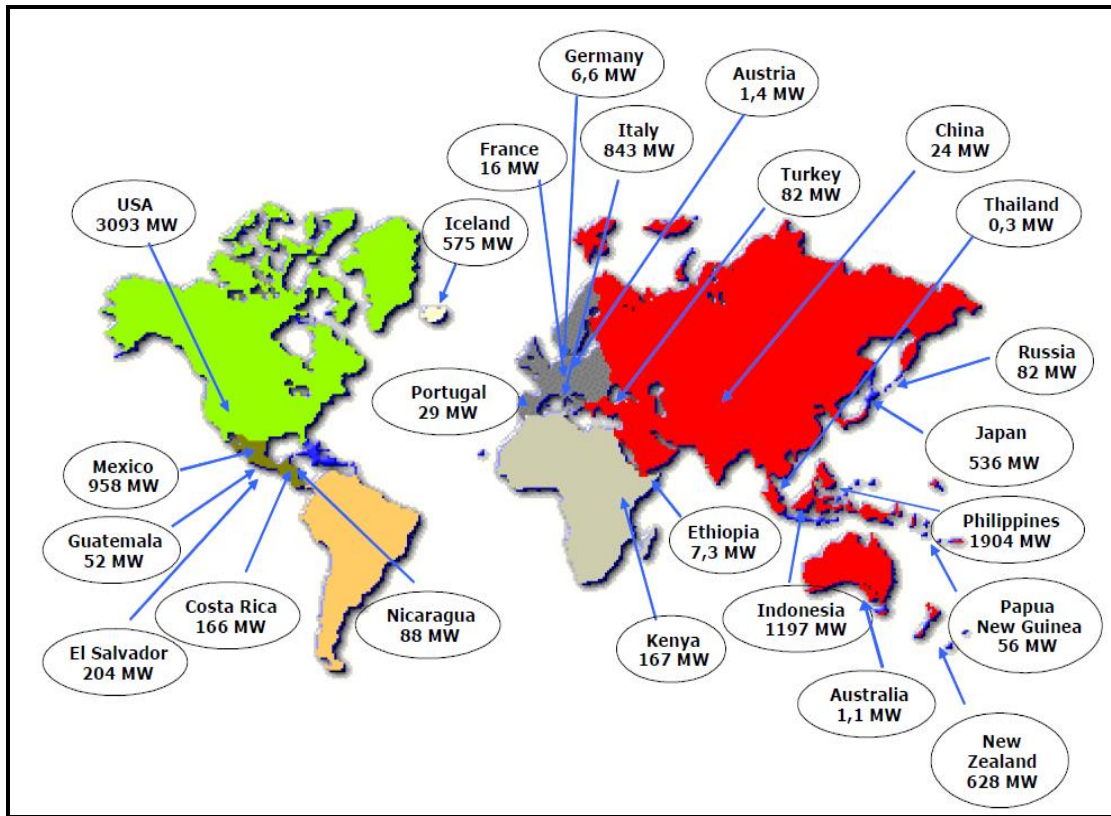 Germany
6,6 MW
Austria
1,4 MW
Italy
843 MW
China
24 MW
France
16 MW
Turkey
82 MW
Thailand
0,3 MW
USA
3093 MW
Iceland
575 MW
Russia
82 MW
Portugal
29 MW
Japan
536 MW
Mexico
958 MW
Philippines
1904 MW
Guatemala
52 MW
Ethiopia
7,3 MW
Costa Rica
166 MW
Nicaragua
88 MW
Indonesia
1197 MW
Papua
New Guinea
56 MW
Kenya
167 MW
El Salvador
204 MW
Australia
1,1 MW
New
Zealand
628 MW